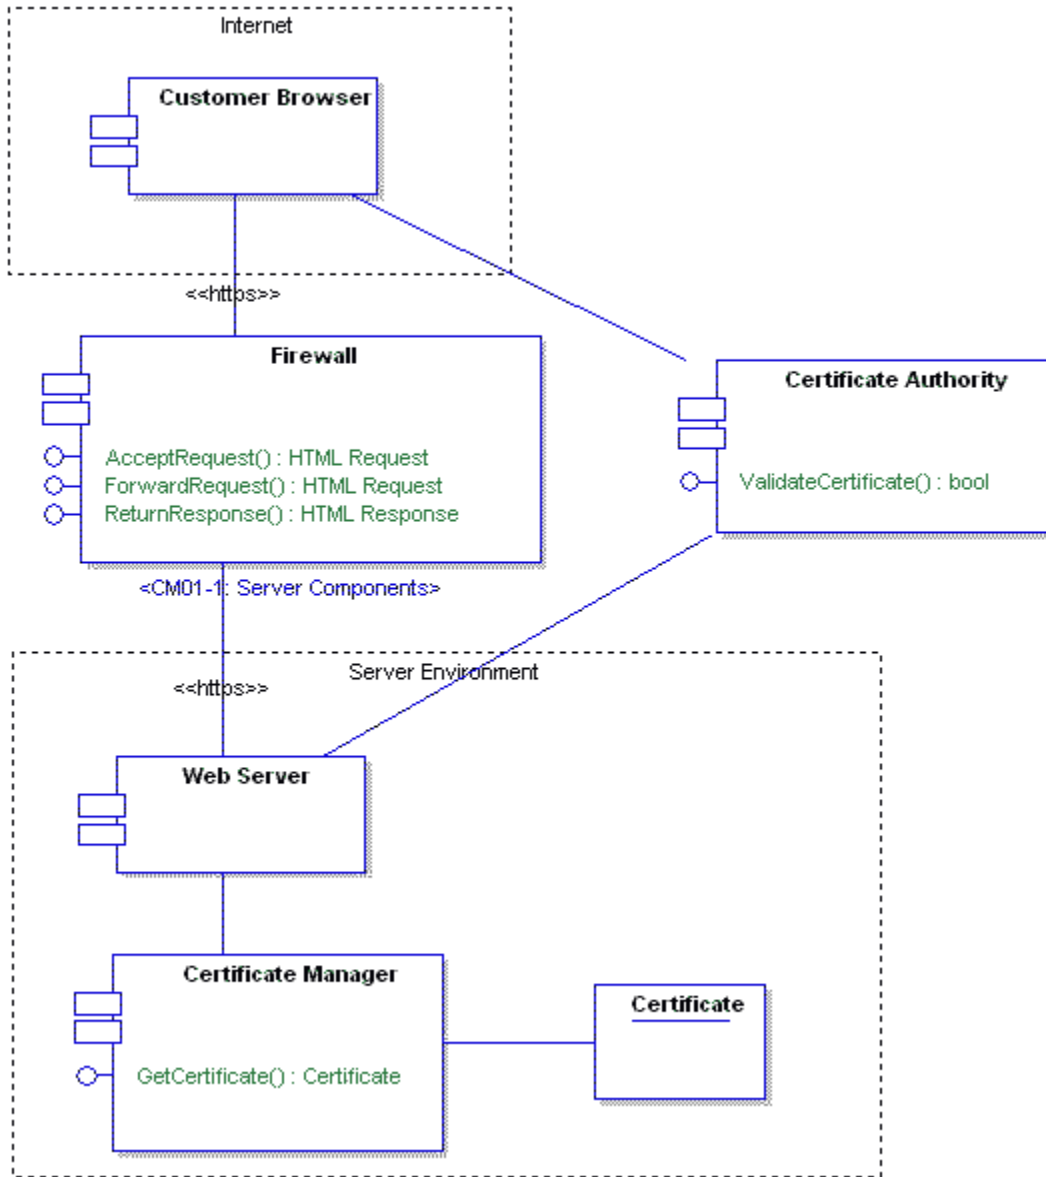 Internet
Customer Browser
<<https>>
Firewall
AcceptRequest() : HTML Request
ForwardRequest() : HTML Request
ReturnResponse() : HTML Response
Certificate Authority
ValidateCertificate() : bool
<CM01-1: Server Components>
Server Environment
<<https>>
Web Server
Certificate Manager
GetCertificate() : Certificate
Certificate